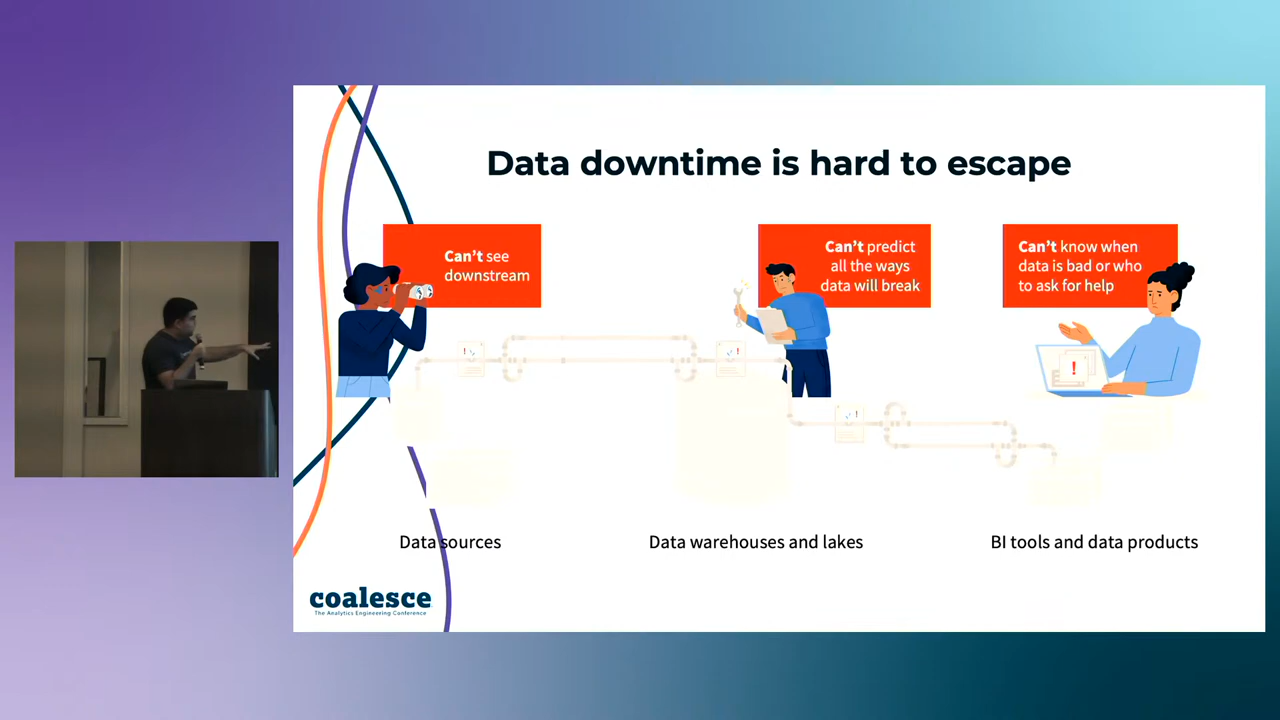 Data downtime is hard to escape
Can't see
downstream
Can't predict
all the ways
data will break
Can't know when
data is bad or who
to ask for help
!
!
!
!
Data sources
Data warehouses and lakes
BI tools and data products
coalesce
The Analytics Engineering Conference